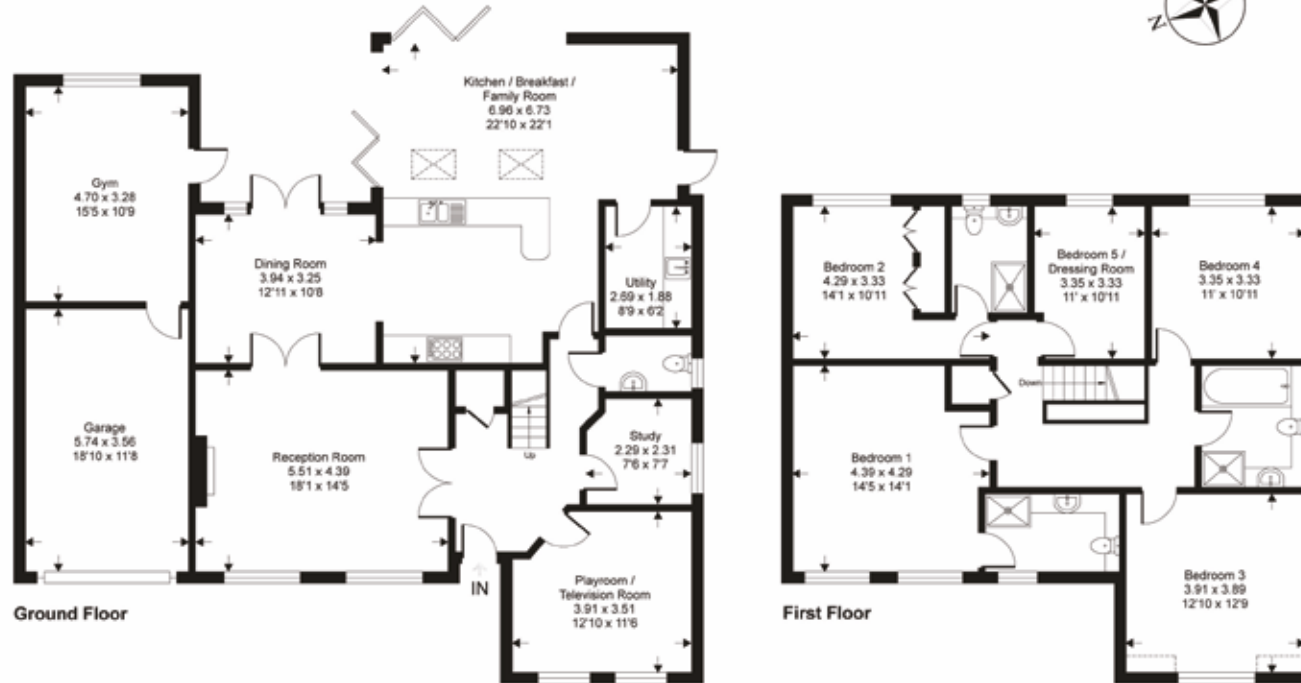 N
Kitchen / Breakfast /
Family Room
6.96 x 6.73
22'10 x 22'1
Gym
4.70 x 3.28
15'5 x 10'9
Dining Room
3.94 x 3.25
12'11 x 10'8
Utility
2.69 x 1.88
8'9 x 6'2
Garage
5.74 x 3.56
18'10 x 11'8
Reception Room
5.51 x 4.39
18'1 x 14'5
Up
Study
2.29 x 2.31
7'6 x 7'7
Playroom /
Television Room
3.91 x 3.51
12'10 x 11'6
IN
Ground Floor
Bedroom 2
4.29 x 3.33
14'1 x 10'11
Bedroom 5 /
Dressing Room
3.35 x 3.33
11' x 10'11
Bedroom 4
3.35 x 3.33
11' x 10'11
Down
Bedroom 1
4.39 x 4.29
14'5 x 14'1
Bedroom 3
3.91 x 3.89
12'10 x 12'9
First Floor